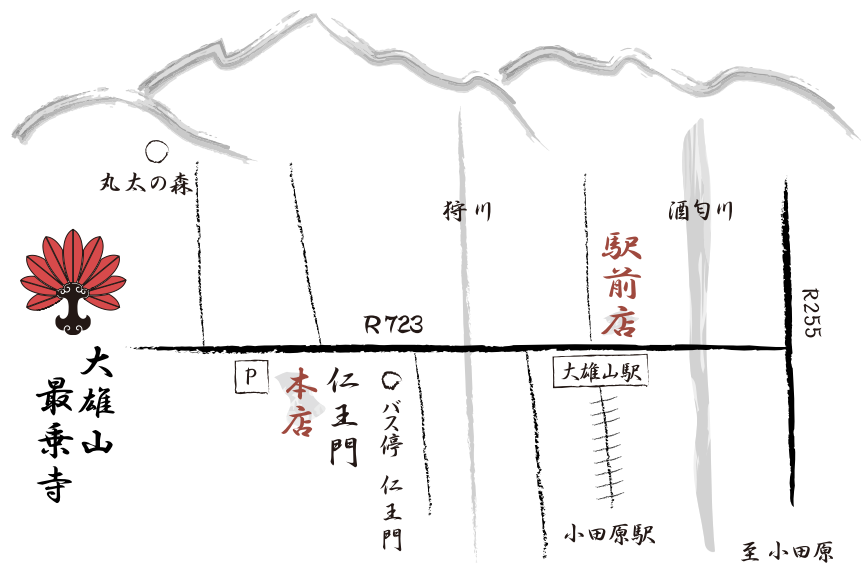 丸太の森
狩川
酒匂川
駅前店
R723
R255
P
大雄山駅
大雄山
最乗寺
本店
仁王門
バス停 仁王門
小田原駅
至 小田原